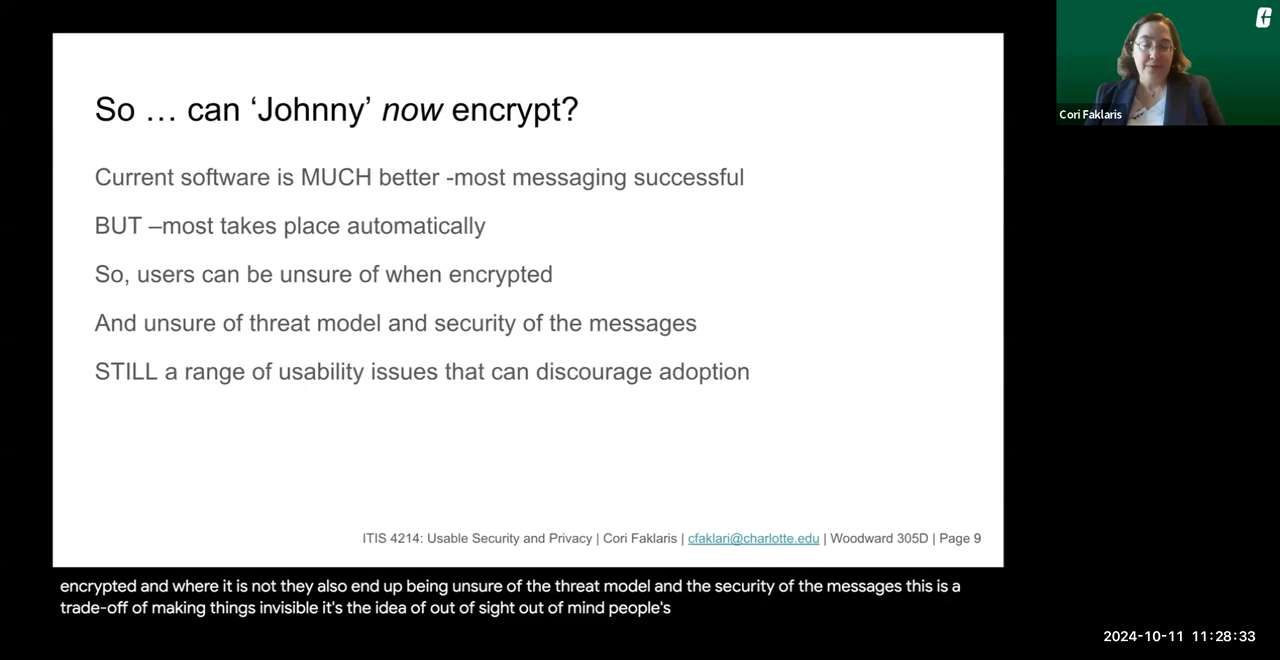 So … can ‘Johnny’ now encrypt?
Current software is MUCH better -most messaging successful
BUT –most takes place automatically
So, users can be unsure of when encrypted
And unsure of threat model and security of the messages
STILL a range of usability issues that can discourage adoption
ITIS 4214: Usable Security and Privacy | Cori Faklaris | cfaklari@charlotte.edu | Woodward 305D | Page 9
Cori Faklaris
encrypted and where it is not they also end up being unsure of the threat model and the security of the messages this is a
trade-off of making things invisible it's the idea of out of sight out of mind people's
2024-10-11 11:28:33